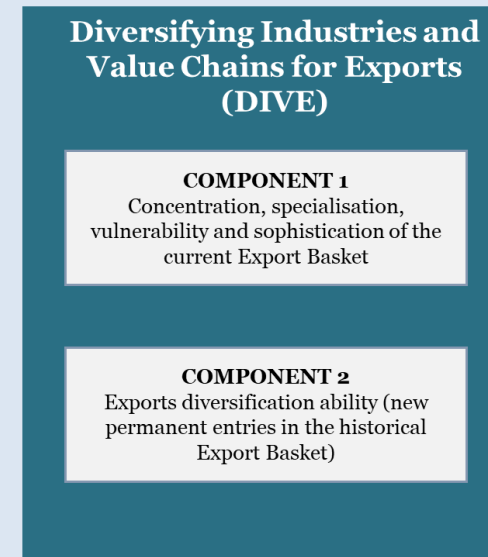 Diversifying Industries and
Value Chains for Exports
(DIVE)
COMPONENT 1
Concentration, specialisation,
vulnerability and sophistication of the
current Export Basket
COMPONENT 2
Exports diversification ability (new
permanent entries in the historical
Export Basket)